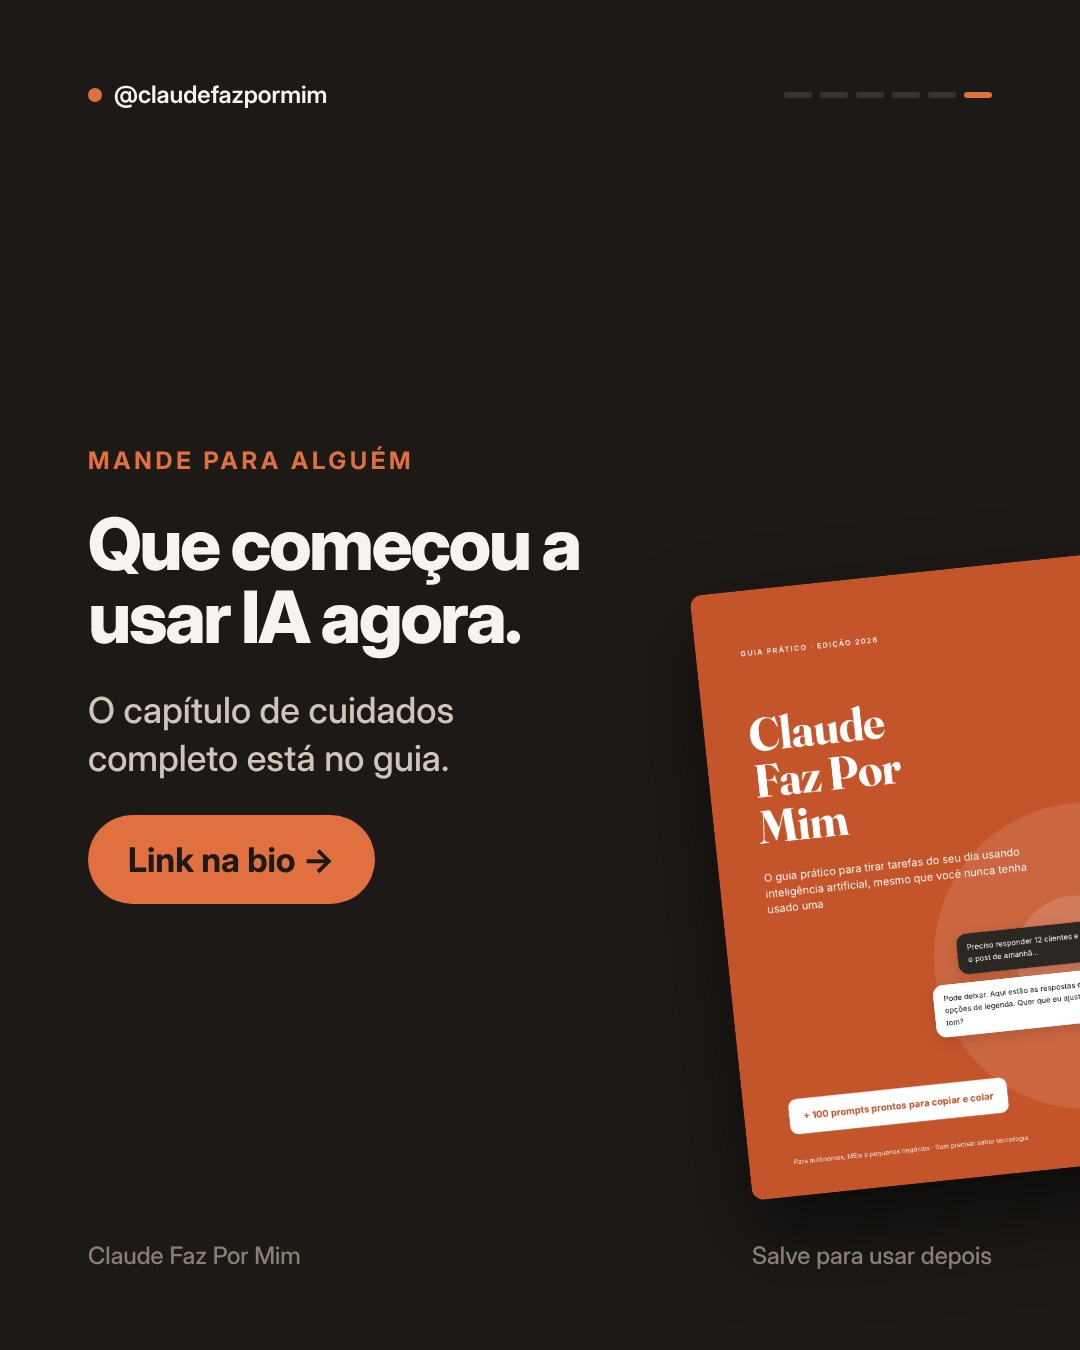 @claudefazpormim
MANDE PARA ALGUÉM
Que começou a
usar IA agora.
O capítulo de cuidados
completo está no guia.
Link na bio →
GUIA PRÁTICO · EDIÇÃO 2026
Claude
Faz Por
Mim
O guia prático para tirar tarefas do seu dia usando
inteligência artificial, mesmo que você nunca tenha
usado uma
Preciso responder 12 clientes e
o post de amanhã...
Pode deixar. Aqui estão as respostas e
opções de legenda. Quer que eu ajust
tom?
+ 100 prompts prontos para copiar e colar
Para autônomos, MEIs e pequenos negócios · Sem precisar saber tecnologia
Claude Faz Por Mim
Salve para usar depois